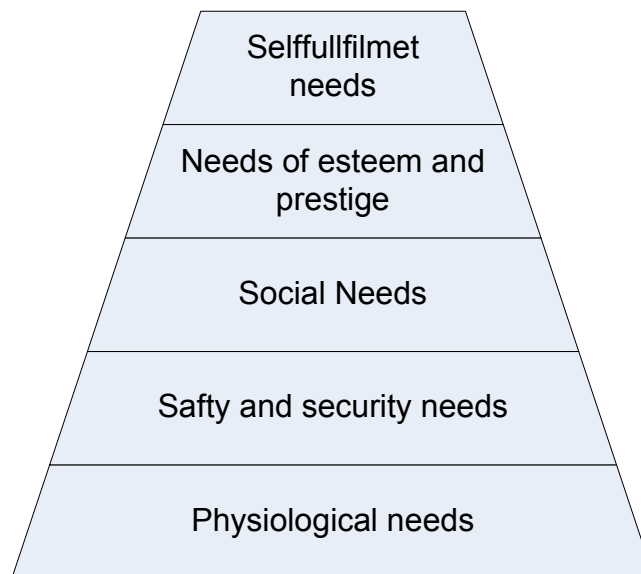 Selffullfilmet
needs
Needs of esteem and
prestige
Social Needs
Safty and security needs
Physiological needs